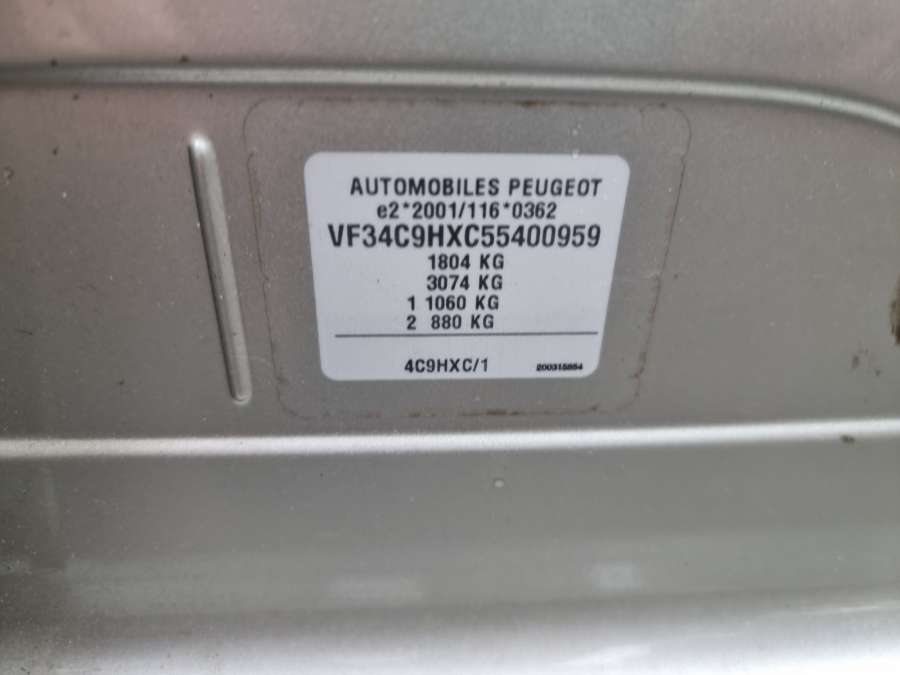 AUTOMOBILES PEUGEOT
e2*2001/116*0362
VF34C9HXC55400959
1804 KG
3074 KG
1 1060 KG
2 880 KG
4C9HXC/1
200315864